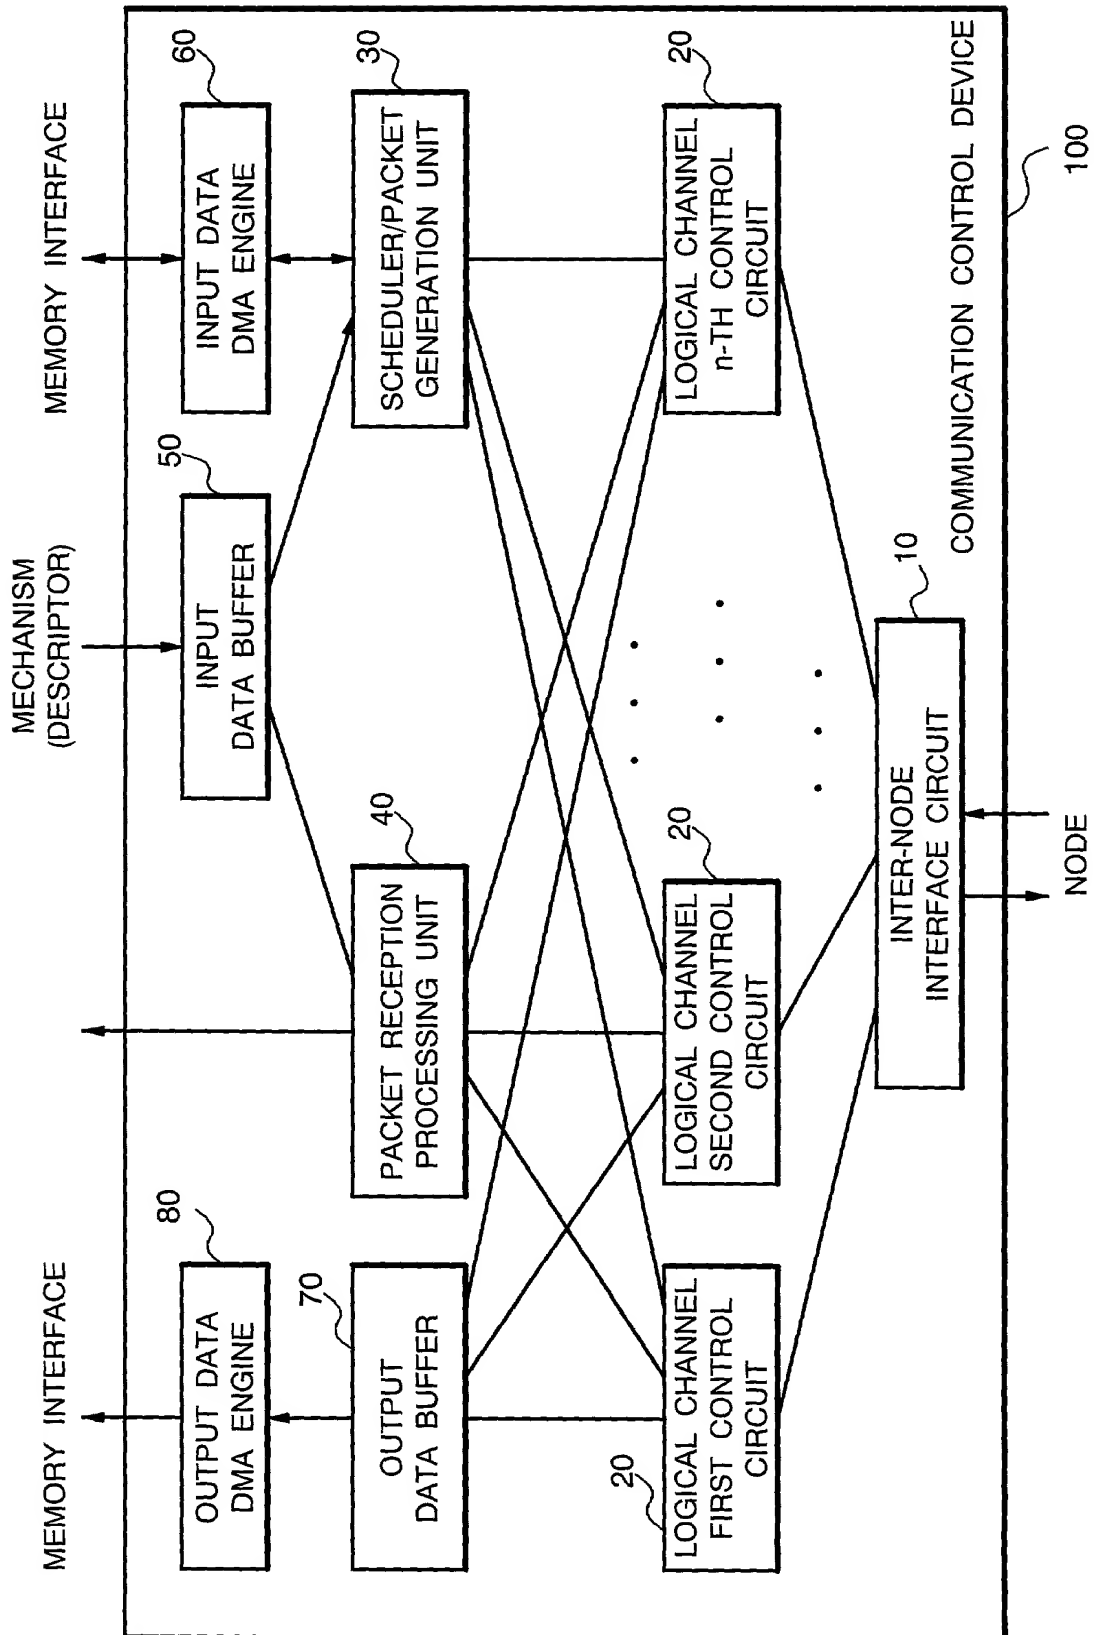 MEMORY INTERFACE
MECHANISM
(DESCRIPTOR)
MEMORY INTERFACE
80
OUTPUT DATA
DMA ENGINE
50
INPUT
DATA BUFFER
60
INPUT DATA
DMA ENGINE
70
OUTPUT
DATA BUFFER
40
PACKET RECEPTION
PROCESSING UNIT
30
SCHEDULER/PACKET
GENERATION UNIT
20
LOGICAL CHANNEL
FIRST CONTROL
CIRCUIT
20
LOGICAL CHANNEL
SECOND CONTROL
CIRCUIT
20
LOGICAL CHANNEL
n-TH CONTROL
CIRCUIT
10
INTER-NODE
INTERFACE CIRCUIT
COMMUNICATION CONTROL DEVICE
NODE
100